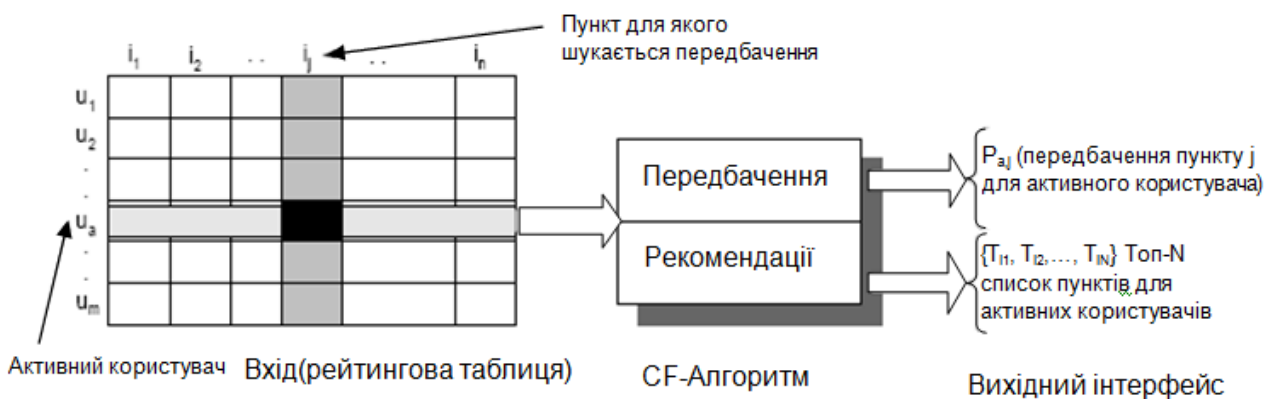 Пункт для якого
шукається передбачення
i1 i2 . . ij . . in
u1
u2
.
.
.
ua
.
.
um
Активний користувач
Вхід(рейтингова таблиця)
Передбачення
Рекомендації
CF-Алгоритм
Pa,j (передбачення пункту j
для активного користувача)
{TI1, TI2,..., TIN} Топ-N
список пунктів для
активних користувачів
Вихідний інтерфейс